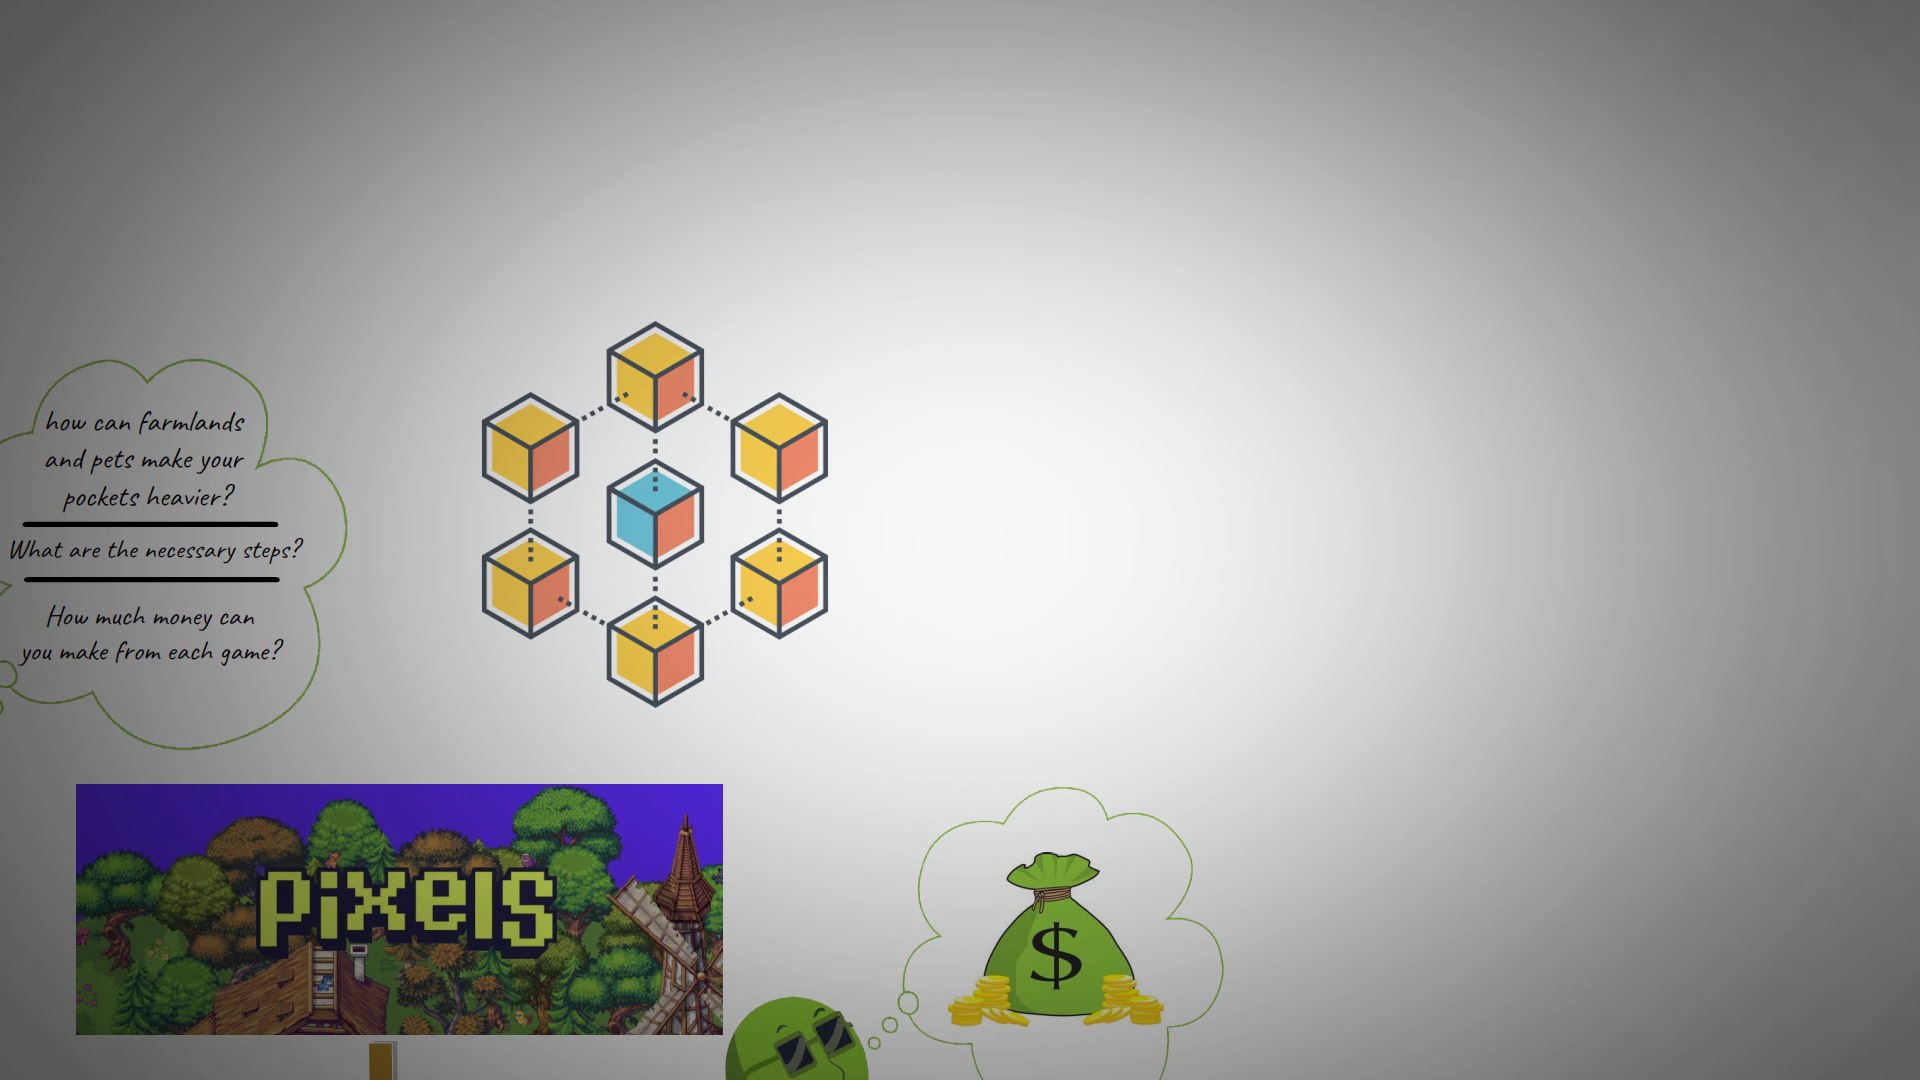 how can farmlands
and pets make your
pockets heavier?
What are the necessary steps?
How much money can
you make from each game?
pixels
$